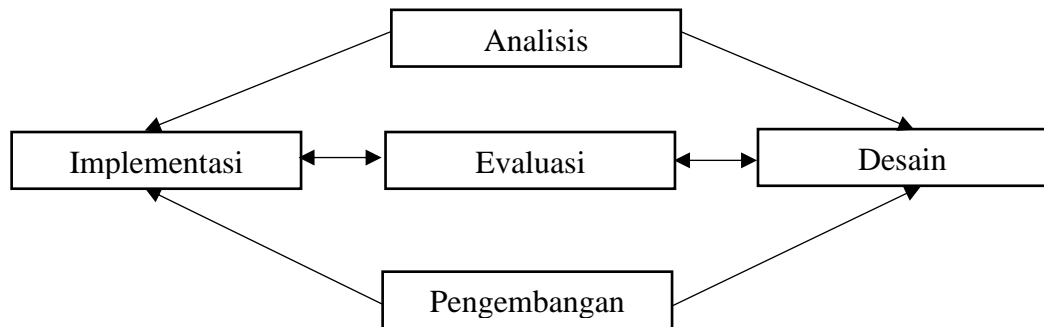 Analisis
Implementasi
Evaluasi
Desain
Pengembangan